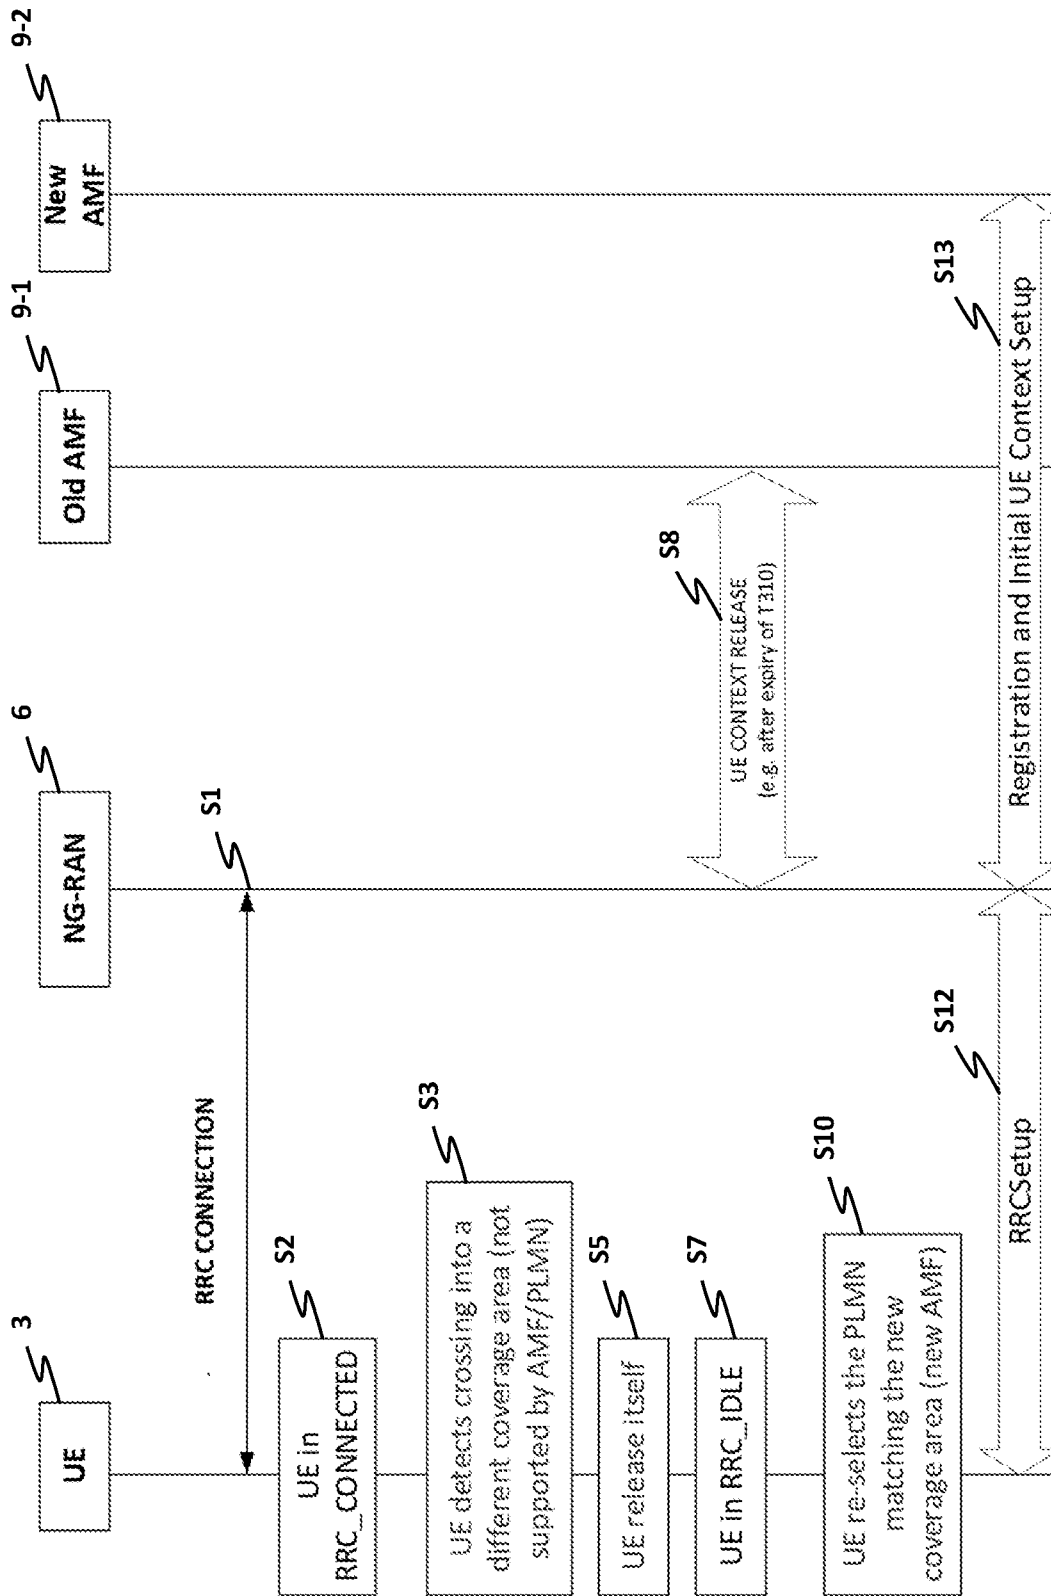 UE
3
NG-RAN
6
Old AMF
9-1
New
AMF
9-2
RRC CONNECTION
S1
UE in
RRC_CONNECTED
S2
UE detects crossing into a
different coverage area (not
supported by AMF/PLMN)
S3
UE release itself
S5
UE in RRC_IDLE
S7
UE CONTEXT RELEASE
(e.g. after expiry of T310)
S8
UE re-selects the PLMN
matching the new
coverage area (new AMF)
S10
RRCSetup
S12
Registration and Initial UE Context Setup
S13